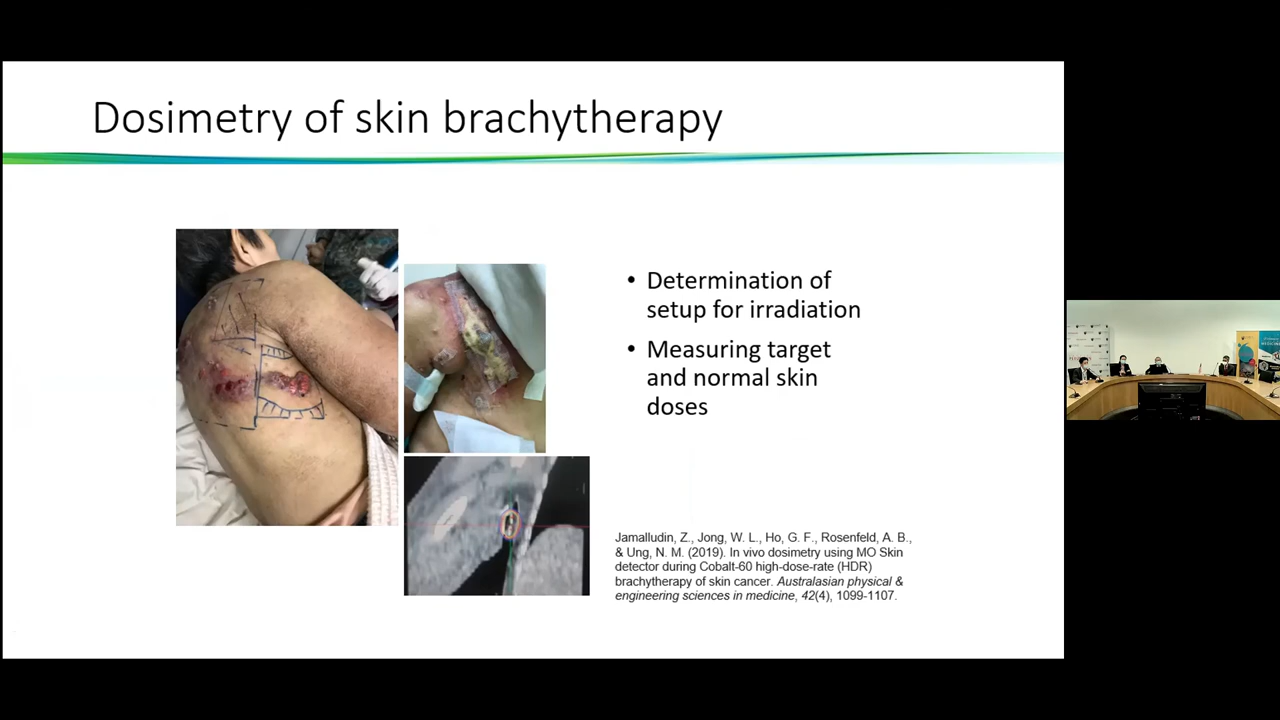 Dosimetry of skin brachytherapy
• Determination of
setup for irradiation
• Measuring target
and normal skin
doses
Jamalludin, Z., Jong, W. L., Ho, G. F., Rosenfeld, A. B.,
& Ung, N. M. (2019). In vivo dosimetry using MO Skin
detector during Cobalt-60 high-dose-rate (HDR)
brachytherapy of skin cancer. Australasian physical &
engineering sciences in medicine, 42(4), 1099-1107.